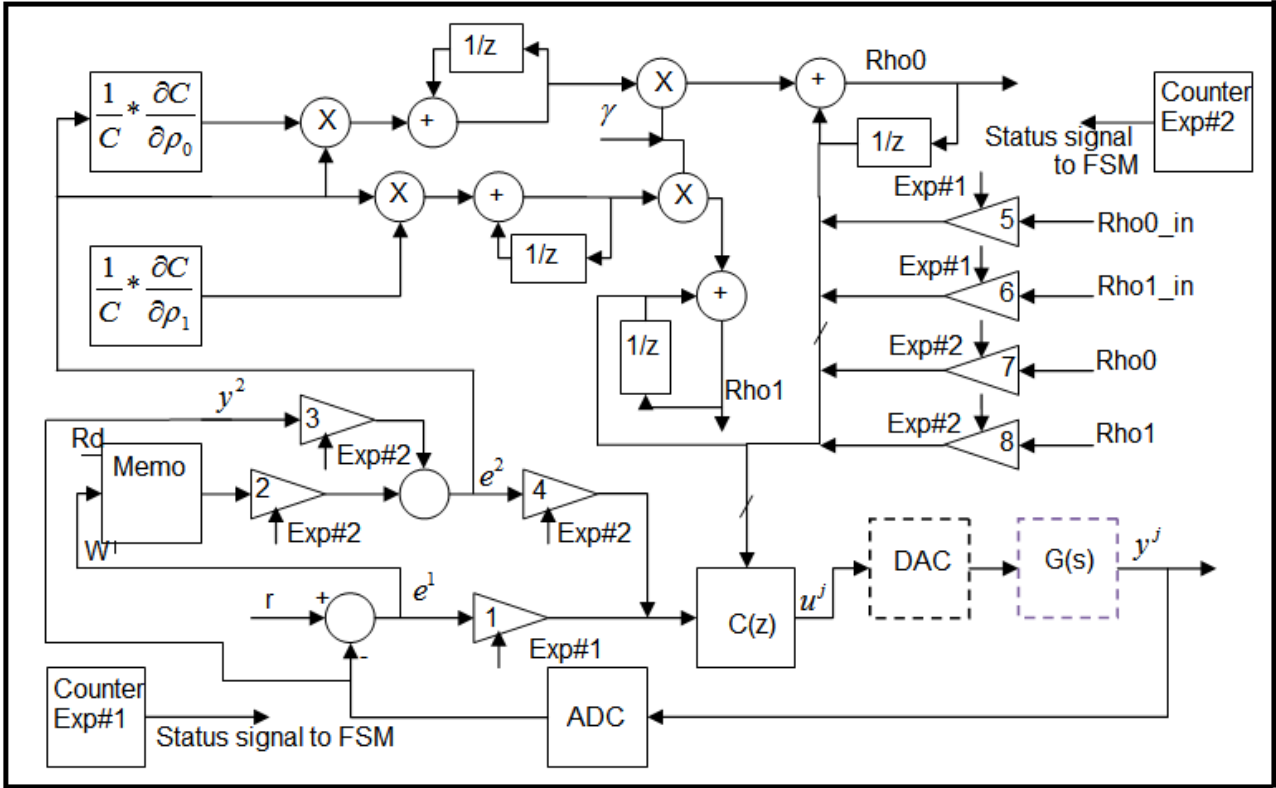 1/z
Rho0
Counter
Exp#2
1/C * ∂C/∂ρ₀
X
+
X
+
γ
1/z
Status signal
to FSM
X
+
X
Exp#1
5
Rho0_in
1/z
1/C * ∂C/∂ρ₁
Exp#1
6
Rho1_in
+
1/z
Exp#2
7
Rho0
Rho1
y²
3
Exp#2
8
Rho1
Rd
Memo
Exp#2
e²
2
4
Exp#2
Exp#2
W
DAC
G(s)
yʲ
e¹
r
+
-
1
Exp#1
C(z)
uʲ
Counter
Exp#1
ADC
Status signal to FSM